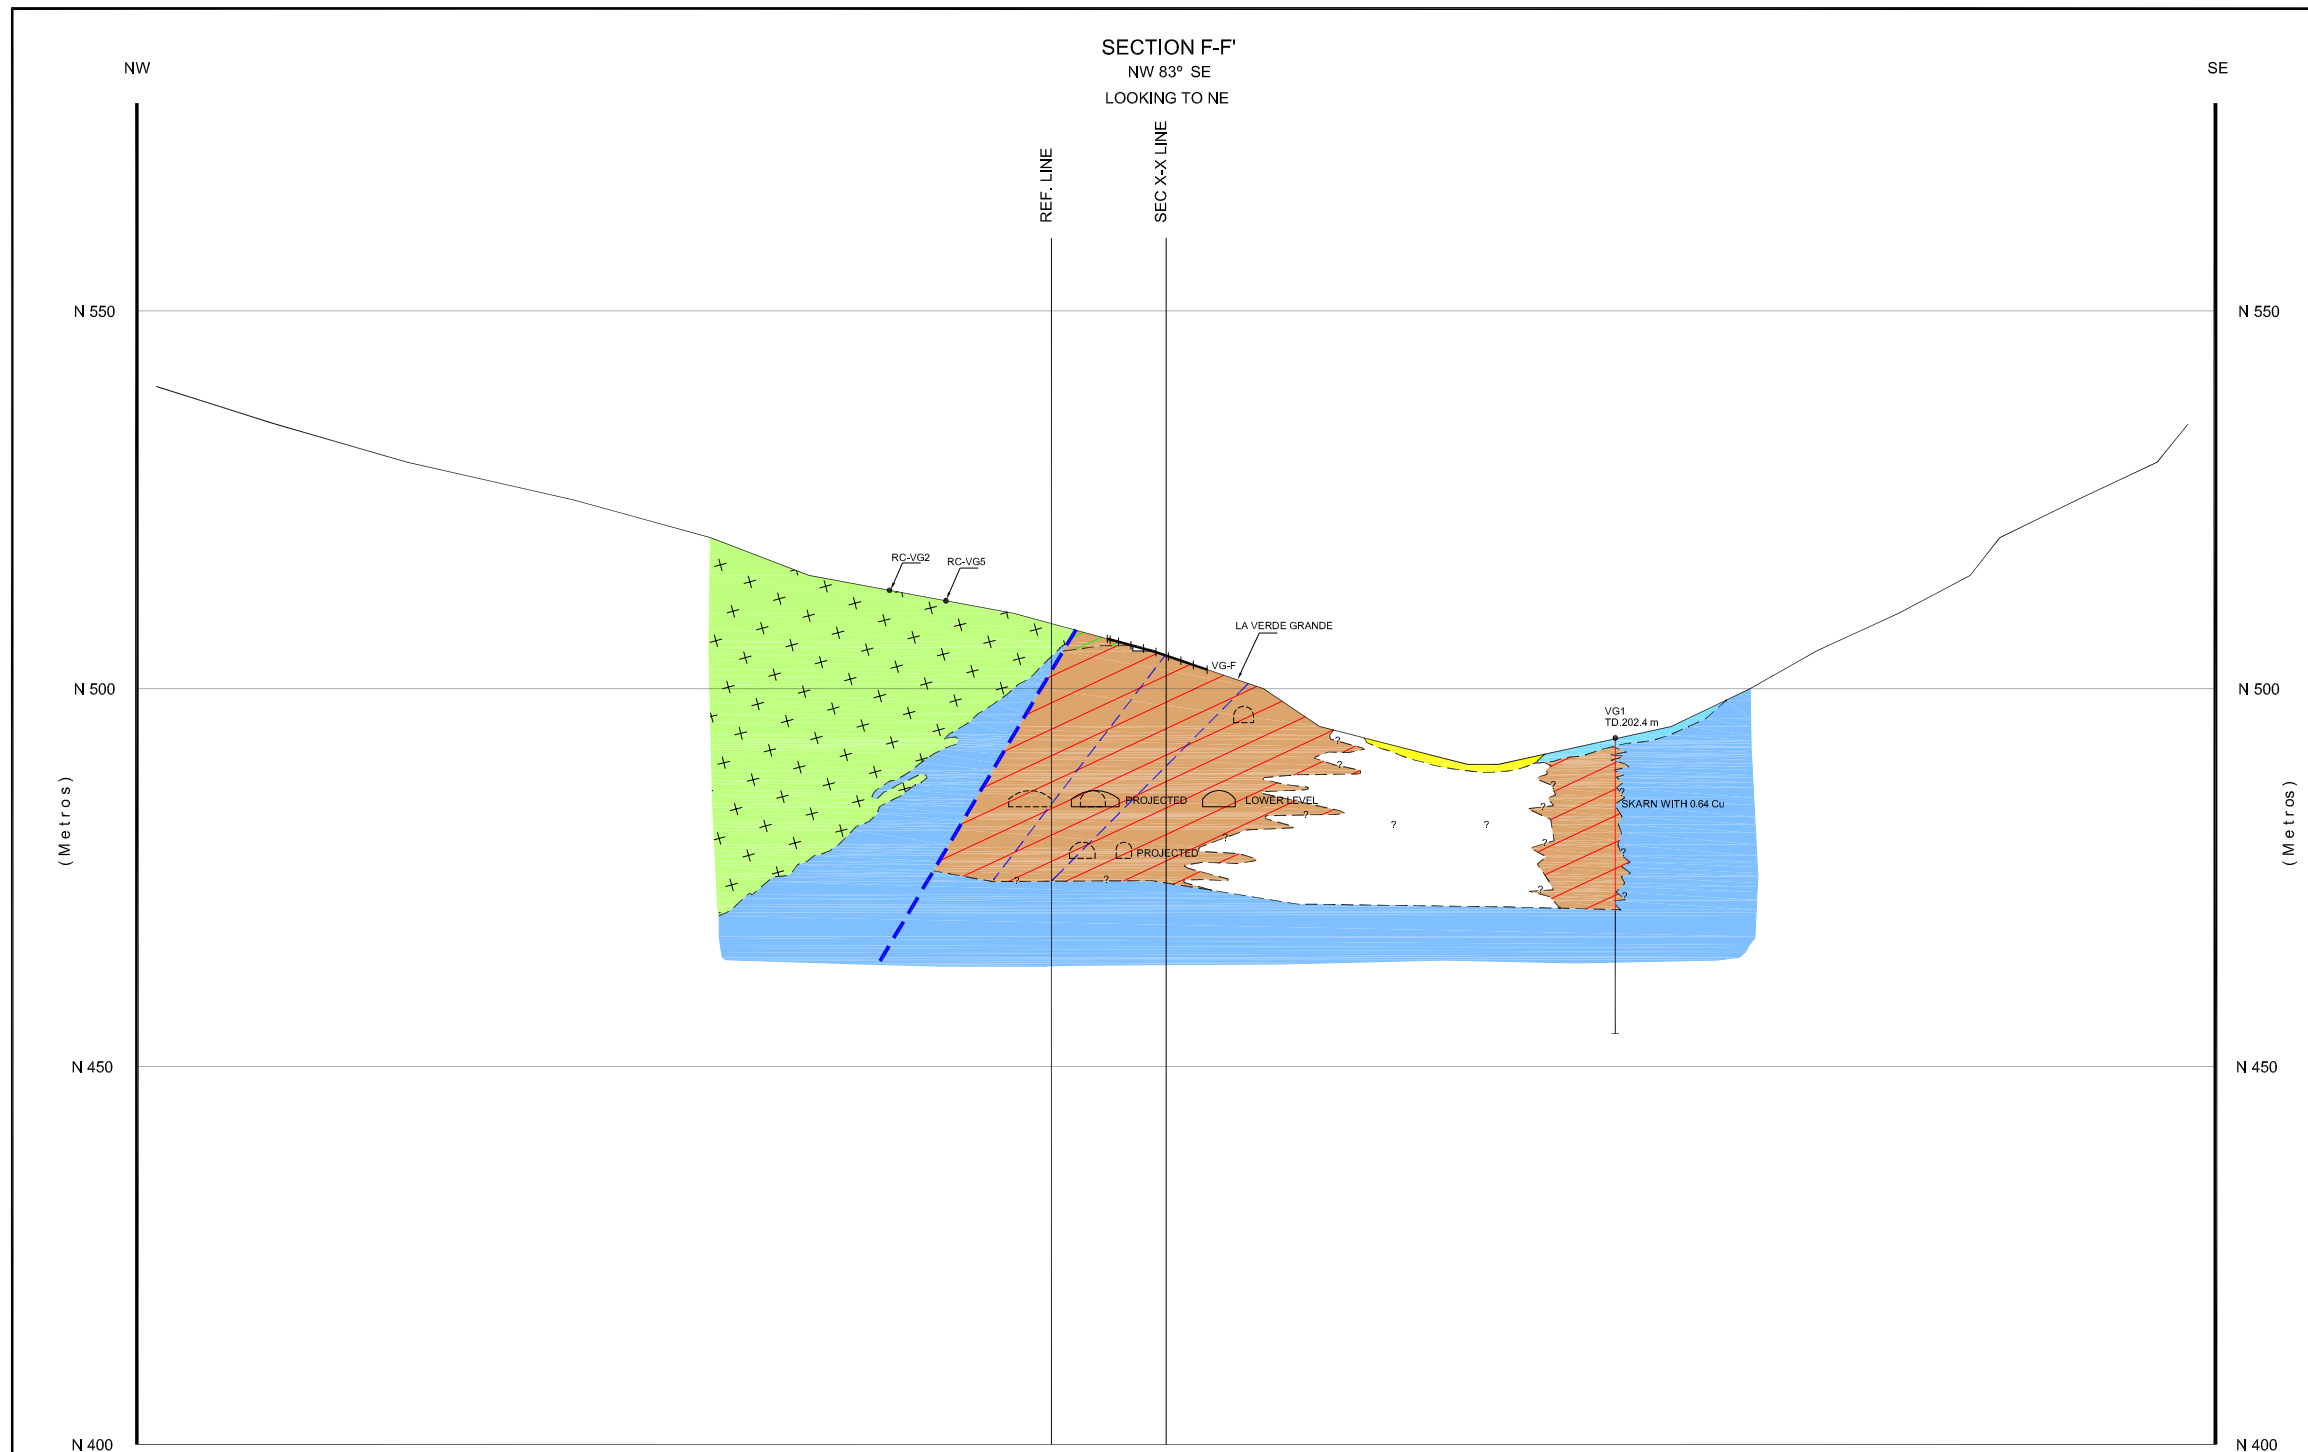 SECTION F-F'
NW 83º SE
LOOKING TO NE
NW
SE
REF. LINE
SEC X-X LINE
N 550
N 550
RC-VG2
RC-VG5
LA VERDE GRANDE
VG-F
N 500
N 500
VG1
TD.202.4 m
?
?
?
?
PROJECTED
LOWER LEVEL
SKARN WITH 0.64 Cu
?
?
?
?
?
?
?
?
PROJECTED
?
?
?
?
?
(Metros)
(Metros)
N 450
N 450
N 400
N 400